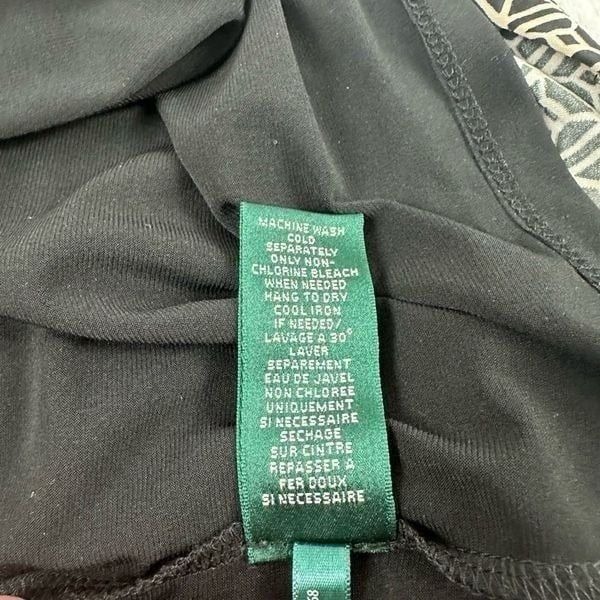 MACHINE WASH
COLD
SEPARATELY
ONLY NON-
CHLORINE BLEACH
WHEN NEEDED
HANG TO DRY
COOL IRON
IF NEEDED/
LAVAGE A 30°
LAVER
SEPAREMENT
EAU DE JAVEL
NON CHLOREE
UNIQUEMENT
SI NECESSAIRE
SECHAGE
SUR CINTRE
REPASSER A
FER DOUX
SI NECESSAIRE